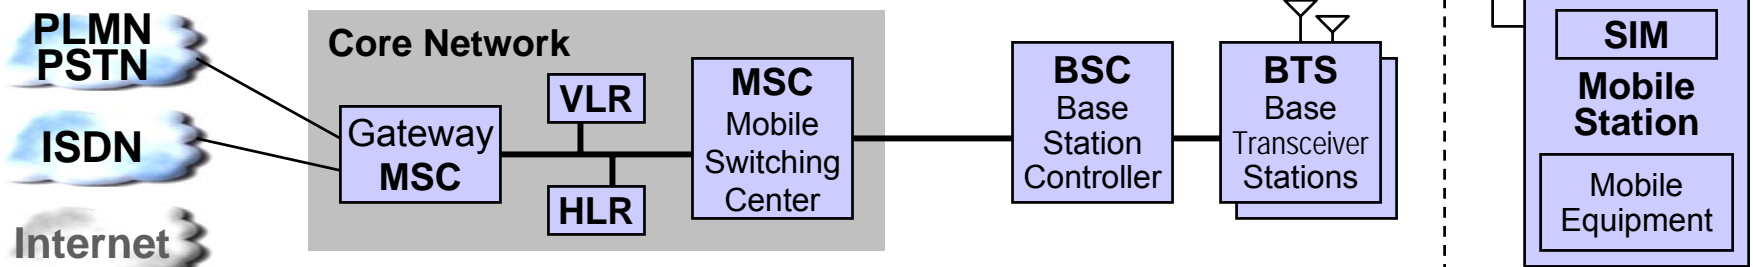 PLMN
PSTN
ISDN
Internet
Core Network
Gateway
MSC
VLR
HLR
MSC
Mobile
Switching
Center
BSC
Base
Station
Controller
BTS
Base
Transceiver
Stations
SIM
Mobile
Station
Mobile
Equipment